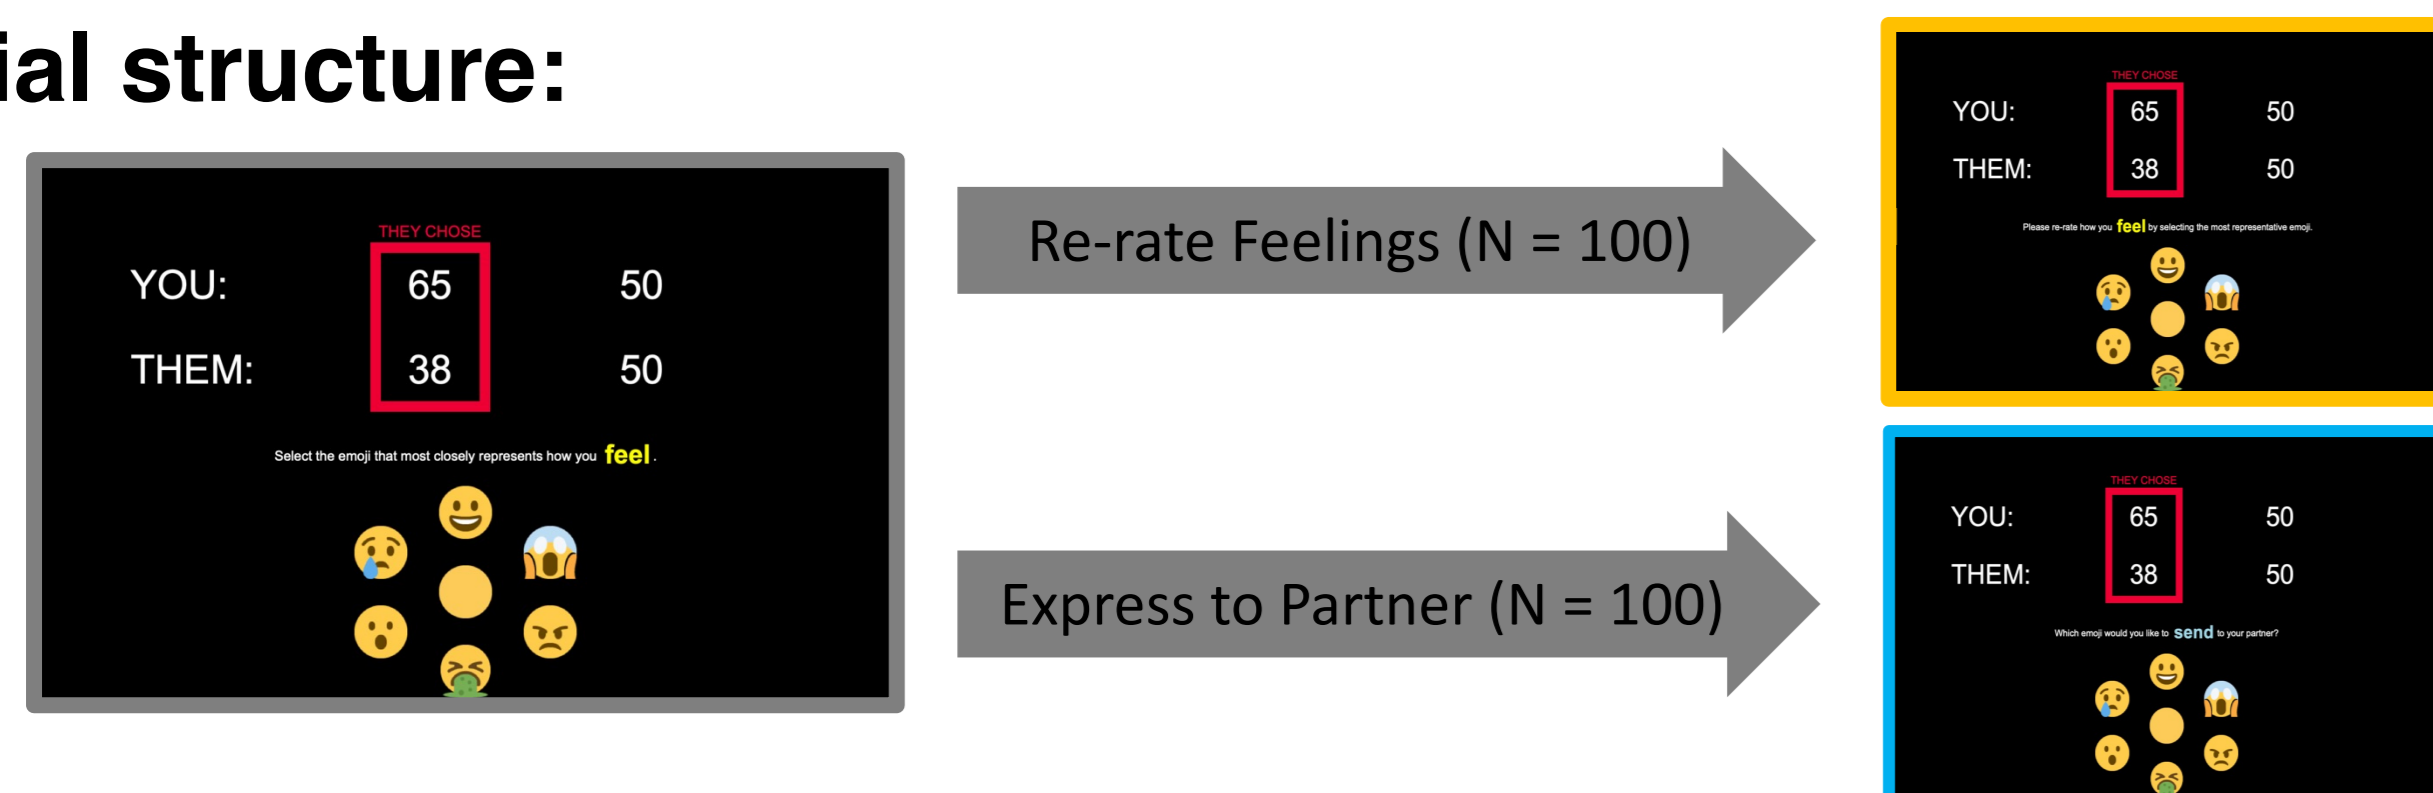 ial structure:
THEY CHOSE
YOU: 65 50
THEM: 38 50
Select the emoji that most closely represents how you feel.
Re-rate Feelings (N = 100)
Express to Partner (N = 100)
THEY CHOSE
YOU: 65 50
THEM: 38 50
Please re-rate how you feel by selecting the most representative emoji.
THEY CHOSE
YOU: 65 50
THEM: 38 50
Which emoji would you like to send to your partner?